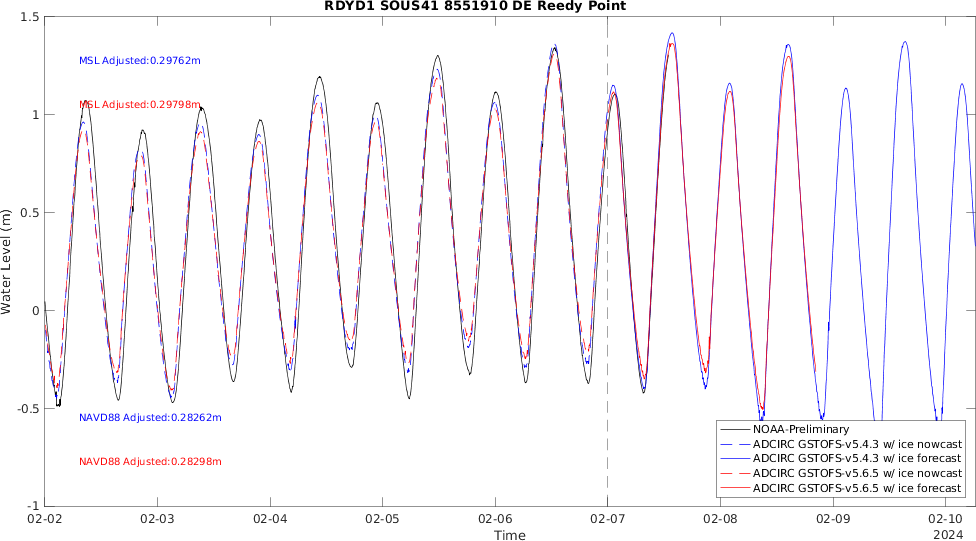 RDYD1 SOUS41 8551910 DE Reedy Point
Water Level (m)
1.5
1
0.5
0
-0.5
-1
MSL Adjusted:0.29762m
MSL Adjusted:0.29798m
NAVD88 Adjusted:0.28262m
NAVD88 Adjusted:0.28298m
NOAA-Preliminary
ADCIRC GSTOFS-v5.4.3 w/ ice nowcast
ADCIRC GSTOFS-v5.4.3 w/ ice forecast
ADCIRC GSTOFS-v5.6.5 w/ ice nowcast
ADCIRC GSTOFS-v5.6.5 w/ ice forecast
02-02 02-03 02-04 02-05 02-06 02-07 02-08 02-09 02-10
Time
2024